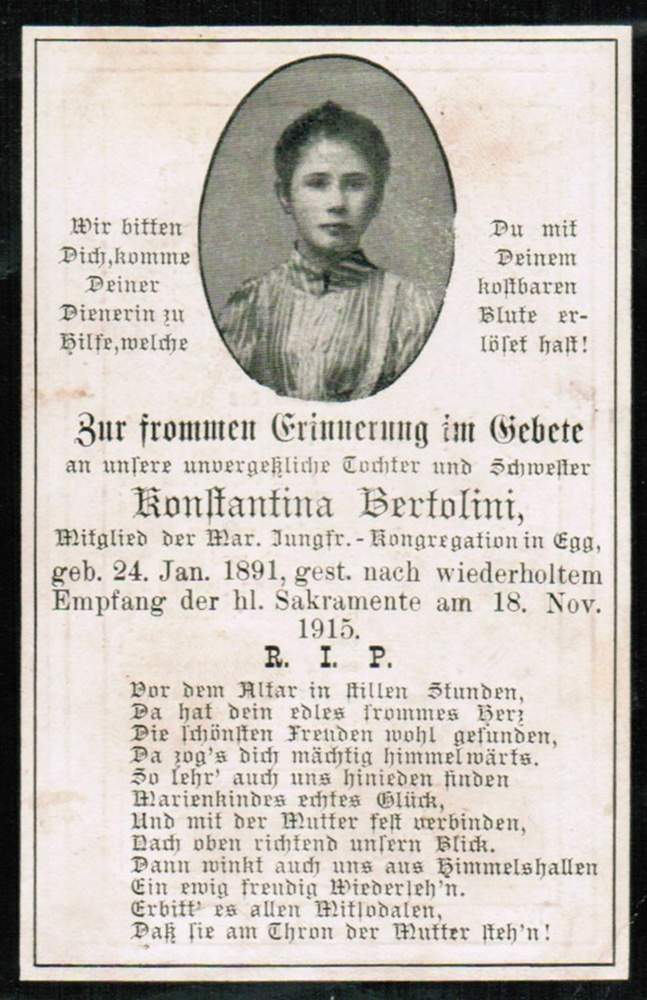 Wir bitten
Dich, komme
Deiner
Dienerin zu
Hilfe, welche
Du mit
Deinem
kostbaren
Blute er-
löset hast!
Zur frommen Erinnerung im Gebete
an unsere unvergeßliche Tochter und Schwester
Konstantina Bertolini,
Mitglied der Mar. Jungfr.-Kongregation in Egg,
geb. 24. Jan. 1891, gest. nach wiederholtem
Empfang der hl. Sakramente am 18. Nov.
1915.
R. I. P.
Vor dem Altar in stillen Stunden,
Da hat dein edles frommes Herz
Die schönsten Freuden wohl gefunden,
Da zog's dich mächtig himmelwärts.
So lehr' auch uns hinieden finden
Marienkindes echtes Glück,
Und mit der Mutter fest verbinden,
Nach oben richtend unsern Blick.
Dann winkt auch uns aus Himmelshallen
Ein ewig freudig Wiederseh'n.
Erbitt' es allen Mitsodalen,
Daß sie am Thron der Mutter steh'n!